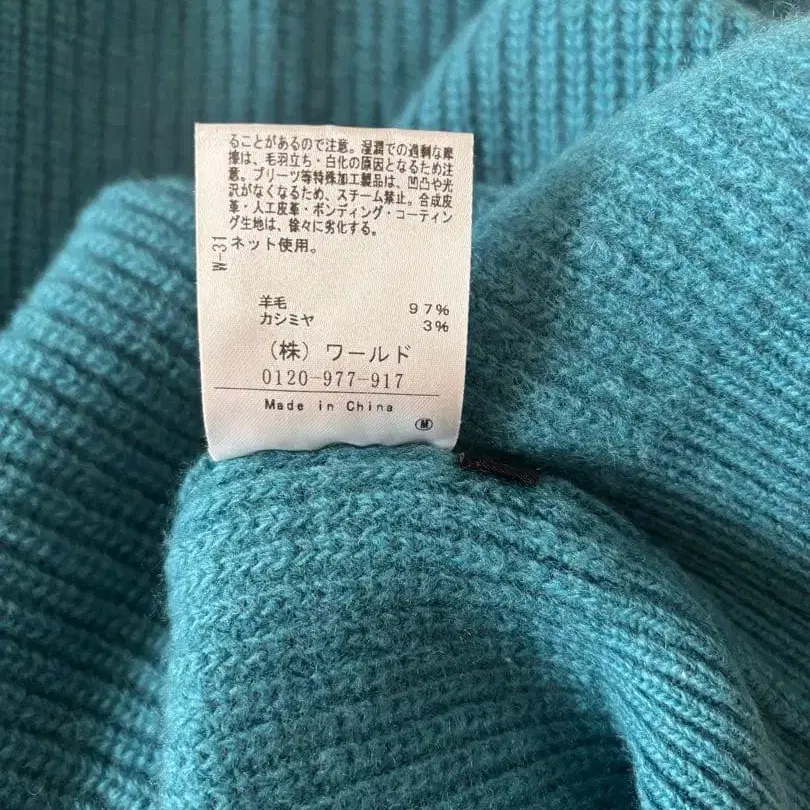 ることがあるので注意。湿潤での過剰な摩
擦は、毛羽立ち・白化の原因となるため注
意。プリーツ等特殊加工製品は、凹凸や光
沢がなくなるため、スチーム禁止。合成皮
革・人工皮革・ボンディング・コーティン
グ生地は、徐々に劣化する。
ネット使用。
W-31
羊毛 97%
カシミヤ 3%
(株) ワールド
0120-977-917
Made in China
M